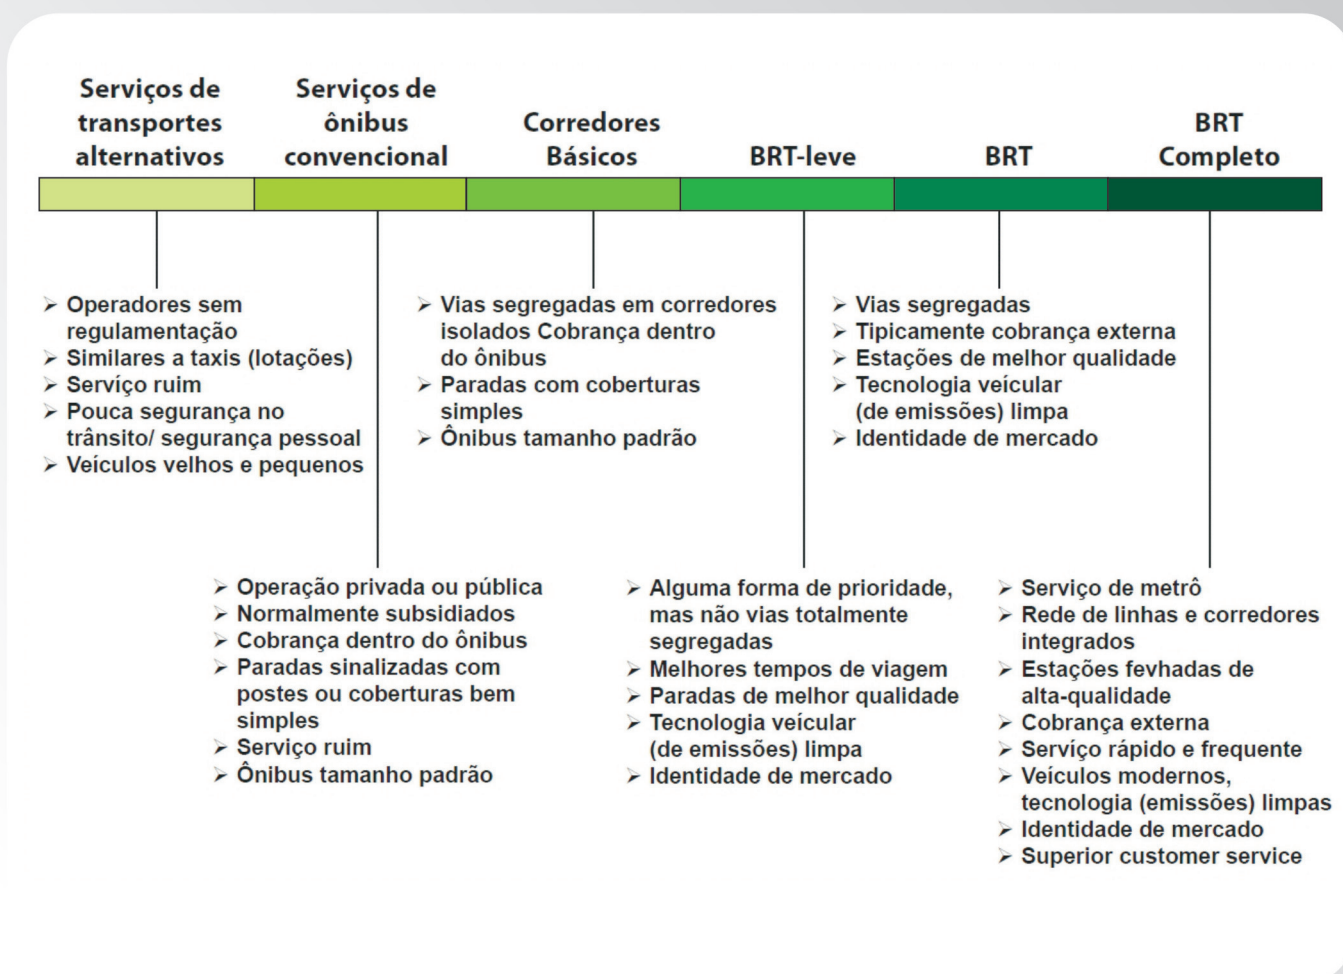 Serviços de
transportes
alternativos
Serviços de
ônibus
convencional
Corredores
Básicos
BRT-leve
BRT
BRT
Completo
➢ Operadores sem
regulamentação
➢ Similares a taxis (lotações)
➢ Servíço ruim
➢ Pouca segurança no
trânsito/ segurança pessoal
➢ Veículos velhos e pequenos
➢ Vias segregadas em corredores
isolados Cobrança dentro
do ônibus
➢ Paradas com coberturas
simples
➢ Ônibus tamanho padrão
➢ Vias segregadas
➢ Tipicamente cobrança externa
➢ Estações de melhor qualidade
➢ Tecnologia veícular
(de emissões) limpa
➢ Identidade de mercado
➢ Operação privada ou pública
➢ Normalmente subsidiados
➢ Cobrança dentro do ônibus
➢ Paradas sinalizadas com
postes ou coberturas bem
simples
➢ Serviço ruim
➢ Ônibus tamanho padrão
➢ Alguma forma de prioridade,
mas não vias totalmente
segregadas
➢ Melhores tempos de viagem
➢ Paradas de melhor qualidade
➢ Tecnologia veícular
(de emissões) limpa
➢ Identidade de mercado
➢ Serviço de metrô
➢ Rede de linhas e corredores
integrados
➢ Estações fevhadas de
alta-qualidade
➢ Cobrança externa
➢ Servíço rápido e frequente
➢ Veículos modernos,
tecnologia (emissões) limpas
➢ Identidade de mercado
➢ Superior customer service